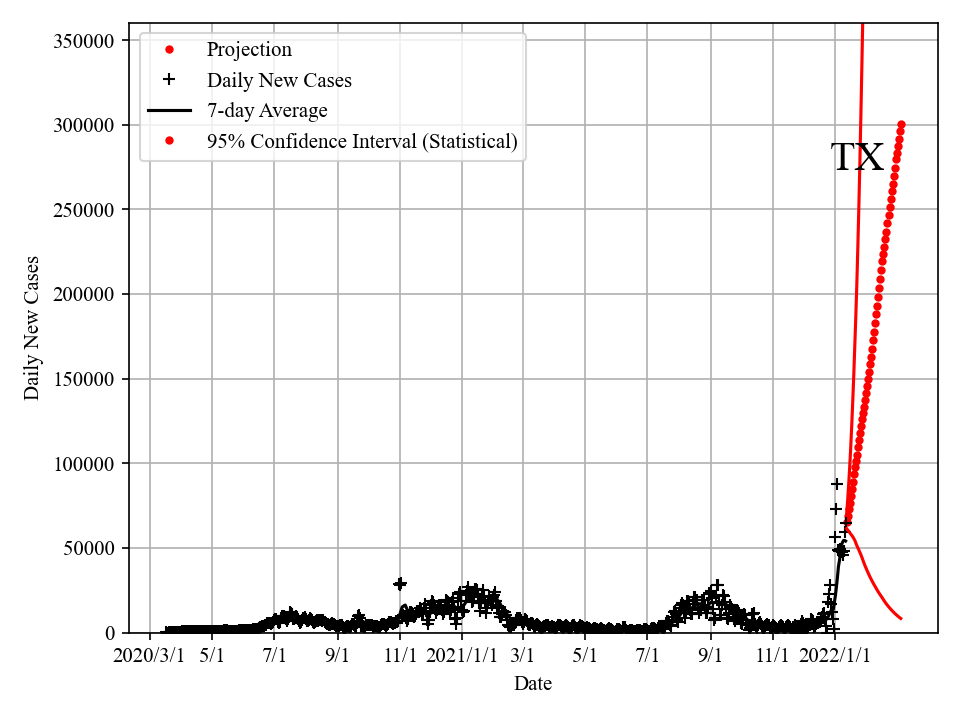 350000
300000
250000
200000
150000
100000
50000
0
Daily New Cases
Projection
Daily New Cases
7-day Average
95% Confidence Interval (Statistical)
TX
2020/3/1 5/1 7/1 9/1 11/1 2021/1/1 3/1 5/1 7/1 9/1 11/1 2022/1/1
Date